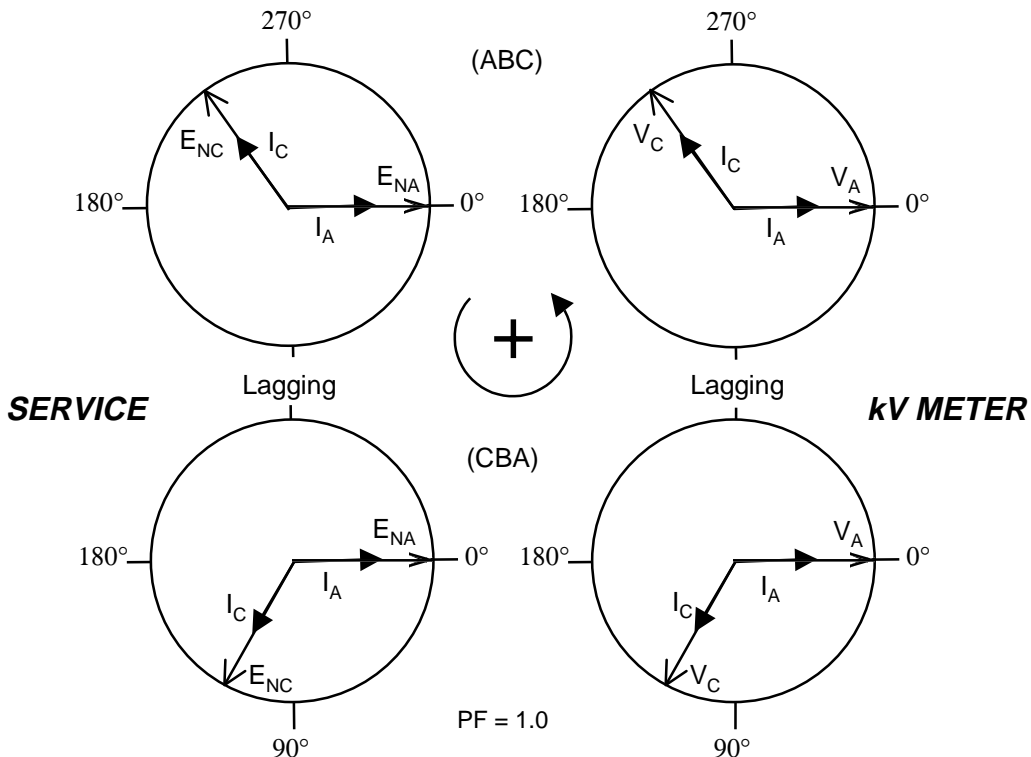 270°
(ABC)
270°
E_NC
I_C
E_NA
180°
0°
I_A
V_C
I_C
V_A
180°
0°
I_A
+
Lagging
Lagging
SERVICE
kV METER
(CBA)
E_NA
180°
0°
I_A
I_C
E_NC
V_A
180°
0°
I_A
I_C
V_C
PF = 1.0
90°
90°